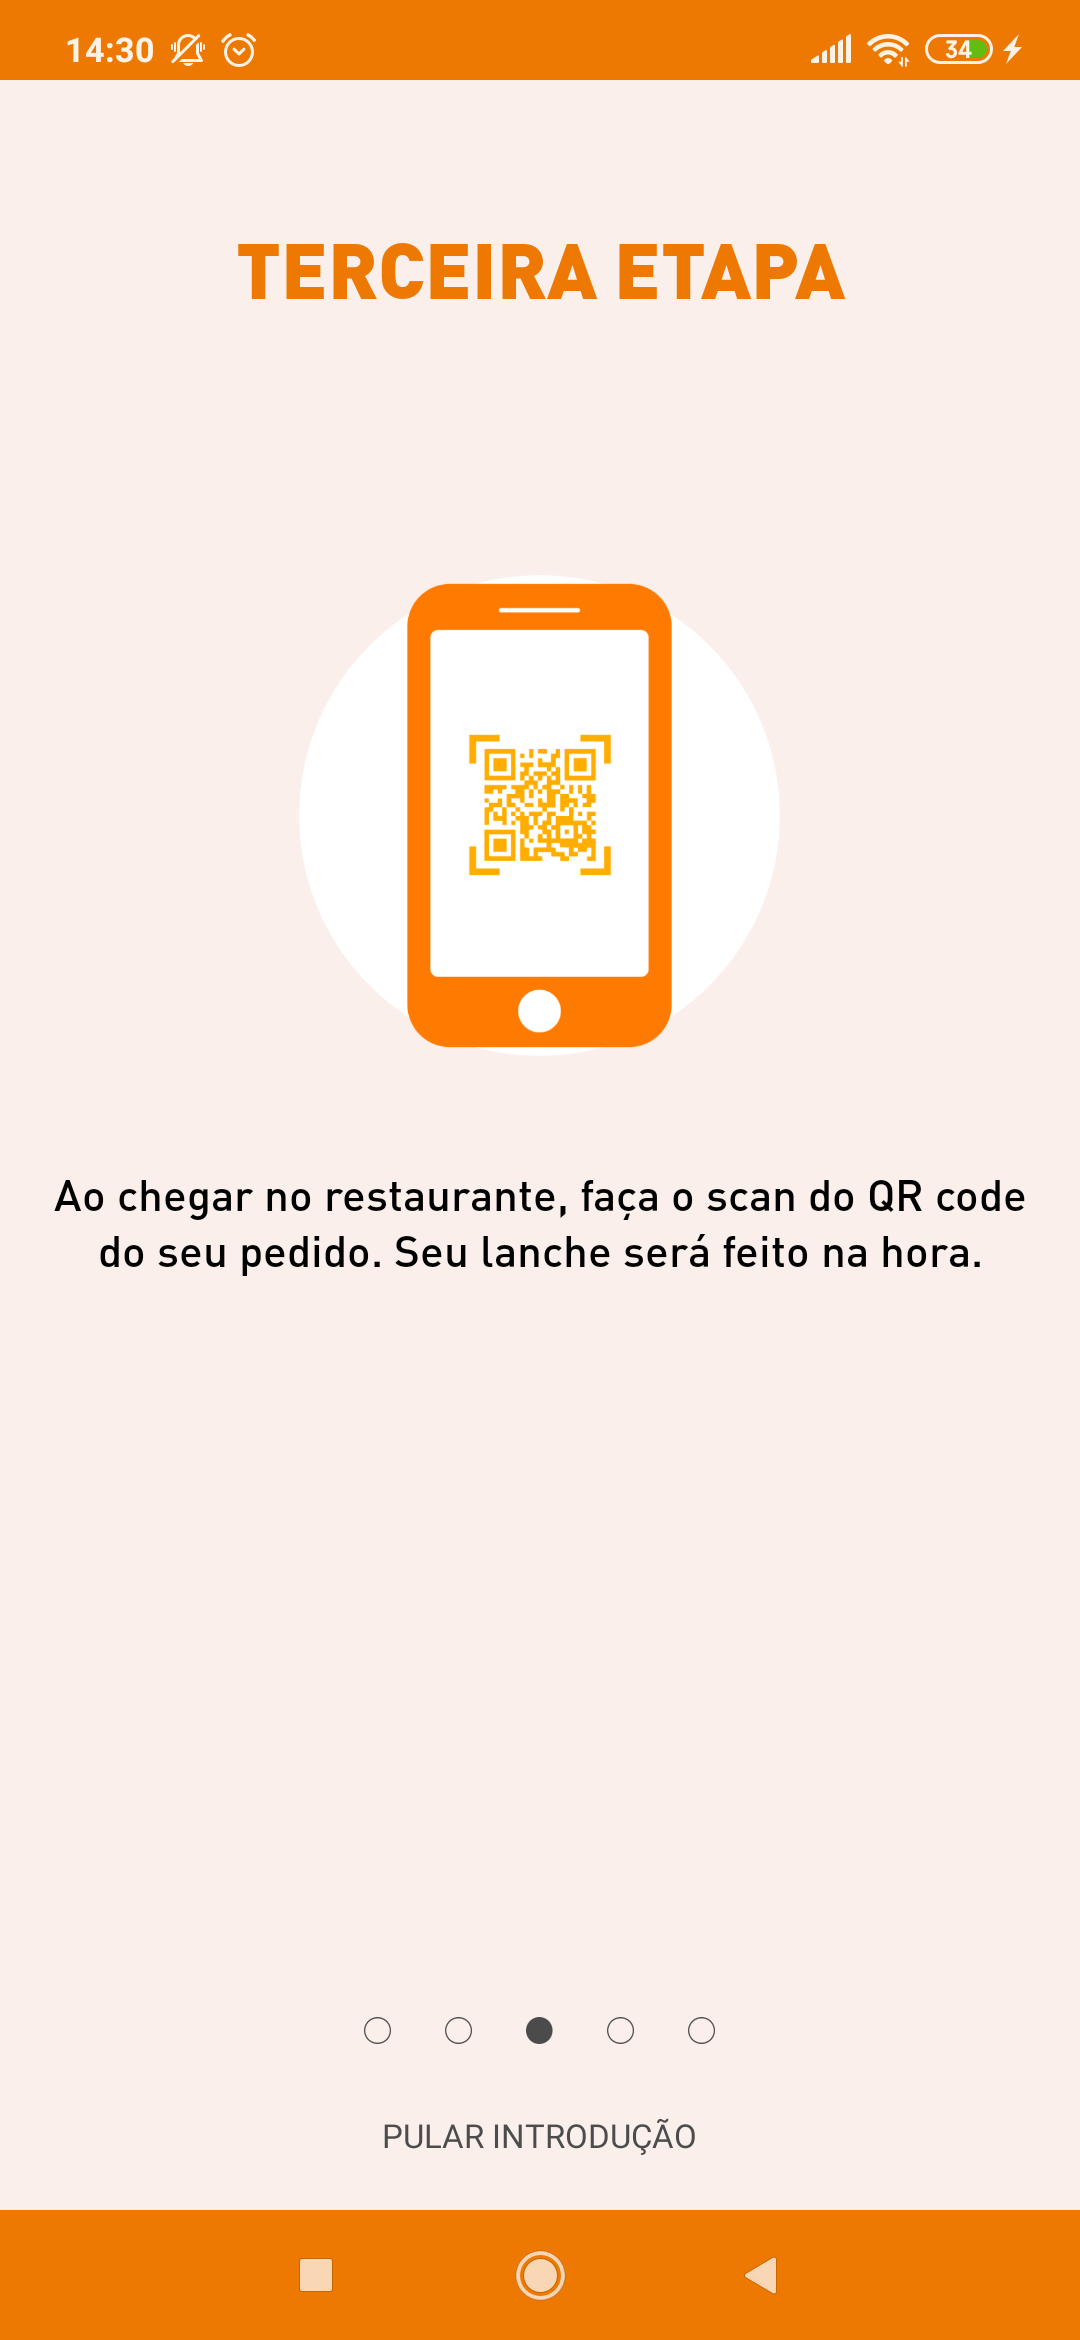 14:30
34
TERCEIRA ETAPA
Ao chegar no restaurante, faça o scan do QR code
do seu pedido. Seu lanche será feito na hora.
PULAR INTRODUÇÃO